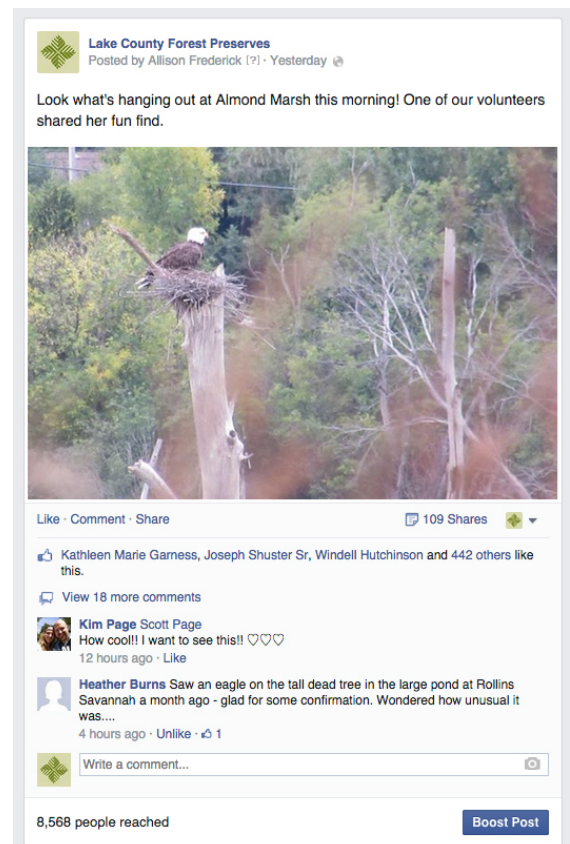 Lake County Forest Preserves
Posted by Allison Frederick [?] · Yesterday
Look what's hanging out at Almond Marsh this morning! One of our volunteers
shared her fun find.
Like · Comment · Share
109 Shares
Kathleen Marie Garness, Joseph Shuster Sr, Windell Hutchinson and 442 others like
this.
View 18 more comments
Kim Page Scott Page
How cool!! I want to see this!! ♡♡♡
12 hours ago · Like
Heather Burns Saw an eagle on the tall dead tree in the large pond at Rollins
Savannah a month ago - glad for some confirmation. Wondered how unusual it
was....
4 hours ago · Unlike · 1
Write a comment...
8,568 people reached
Boost Post